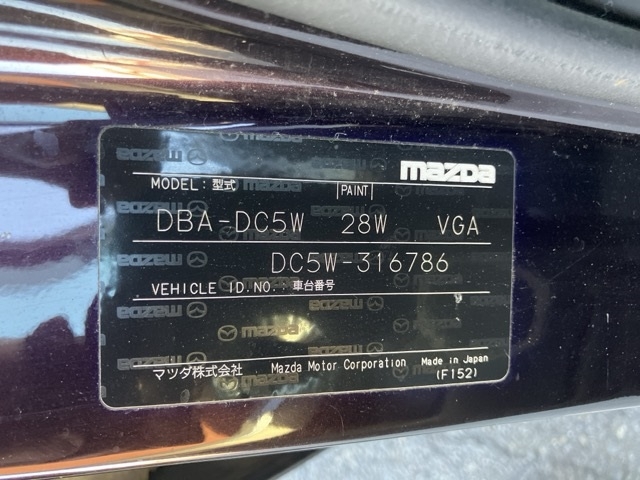 mazda
MODEL: 型式 PAINT
DBA-DC5W 28W VGA
DC5W-316786
VEHICLE ID.NO.: 車台番号
マツダ株式会社 Mazda Motor Corporation Made in Japan
(F152)